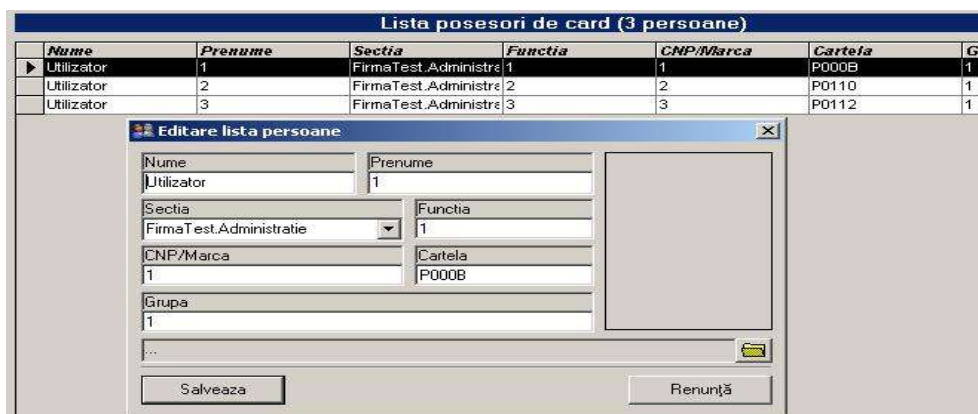 Lista posesori de card (3 persoane)
Nume Prenume Sectia Functia CNP/Marca Cartela G
Utilizator 1 FirmaTest.Administra 1 1 P000B 1
Utilizator 2 FirmaTest.Administra 2 2 P0110 1
Utilizator 3 FirmaTest.Administra 3 3 P0112 1
Editare lista persoane
Nume Prenume
Utilizator 1
Sectia Functia
FirmaTest.Administratie 1
CNP/Marca Cartela
1 P000B
Grupa
1
...
Salveaza Renunță